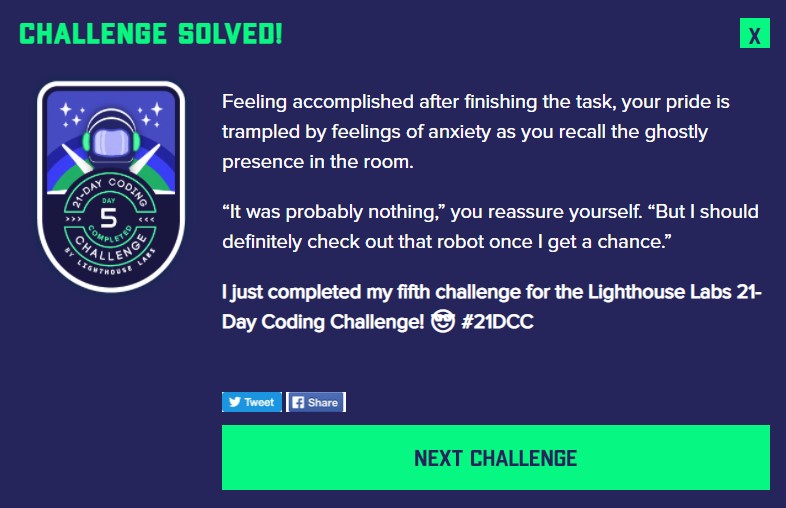 CHALLENGE SOLVED!
X
21-DAY CODING
DAY
5
>>> <<<
COMPLETED
CHALLENGE
BY LIGHTHOUSE LABS
Feeling accomplished after finishing the task, your pride is
trampled by feelings of anxiety as you recall the ghostly
presence in the room.
“It was probably nothing,” you reassure yourself. “But I should
definitely check out that robot once I get a chance.”
I just completed my fifth challenge for the Lighthouse Labs 21-
Day Coding Challenge! 🤓 #21DCC
Tweet Share
NEXT CHALLENGE